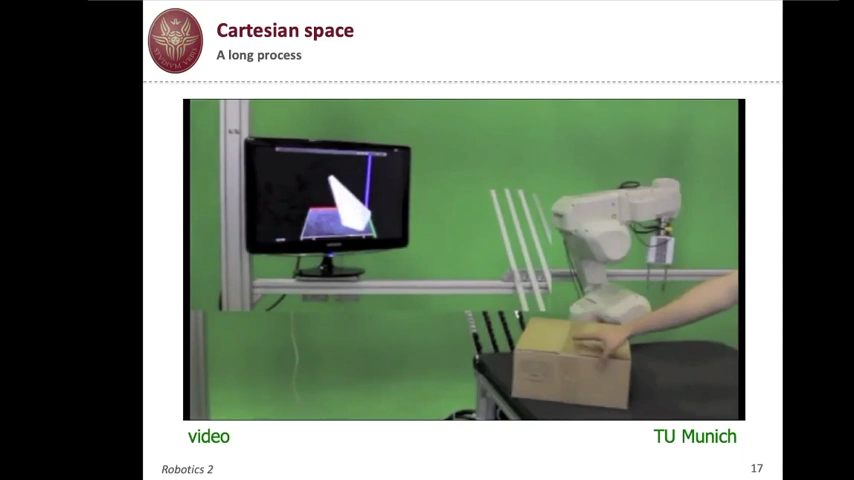 Cartesian space
A long process
video
TU Munich
Robotics 2
17